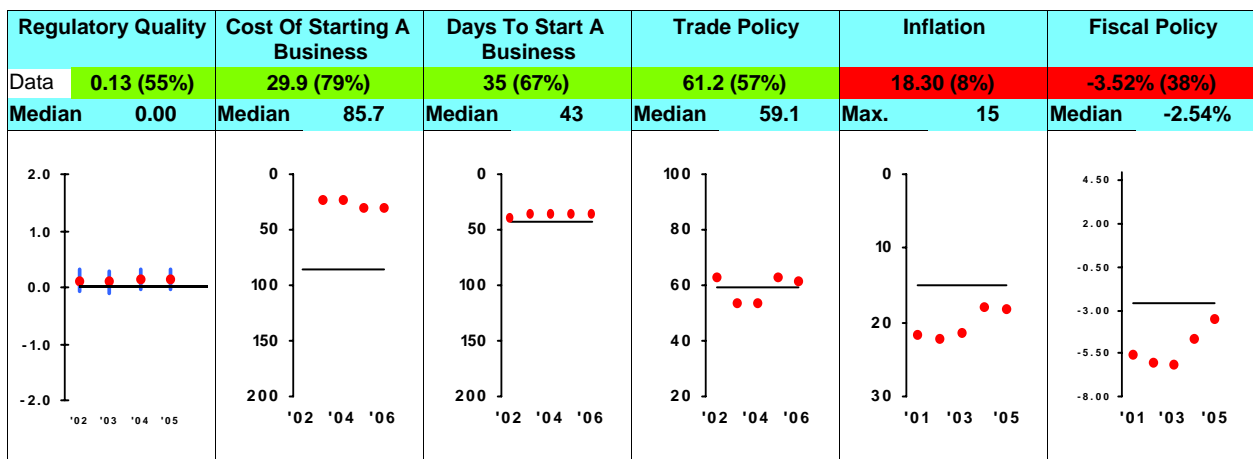 Regulatory Quality
Cost Of Starting A
Business
Days To Start A
Business
Trade Policy
Inflation
Fiscal Policy
Data 0.13 (55%) 29.9 (79%) 35 (67%) 61.2 (57%) 18.30 (8%) -3.52% (38%)
Median 0.00 Median 85.7 Median 43 Median 59.1 Max. 15 Median -2.54%
2.0
1.0
0.0
-1.0
-2.0
'02 '03 '04 '05
0
50
100
150
200
'02 '04 '06
0
50
100
150
200
'02 '04 '06
100
80
60
40
20
'02 '04 '06
0
10
20
30
'01 '03 '05
4.50
2.00
-0.50
-3.00
-5.50
-8.00
'01 '03 '05